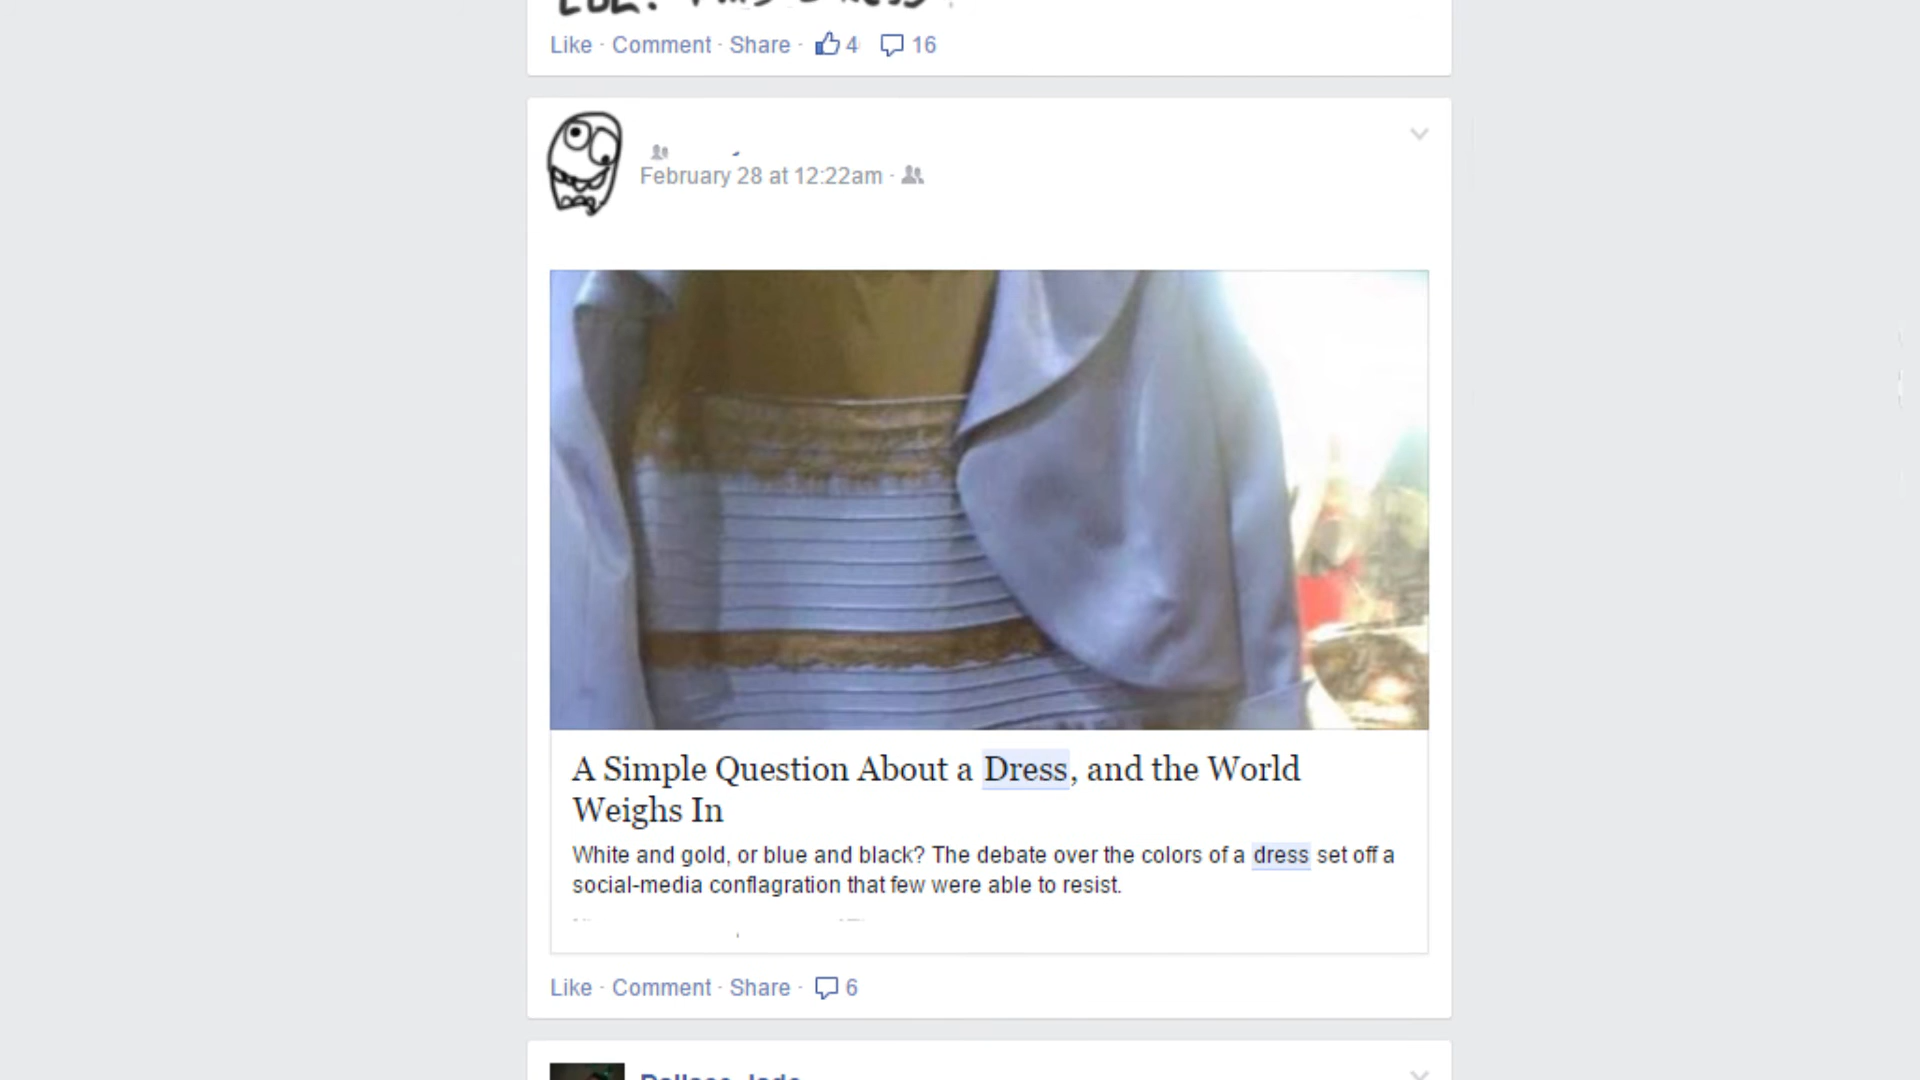 Like · Comment · Share · 4 16
February 28 at 12:22am ·
A Simple Question About a Dress, and the World
Weighs In
White and gold, or blue and black? The debate over the colors of a dress set off a
social-media conflagration that few were able to resist.
Like · Comment · Share · 6